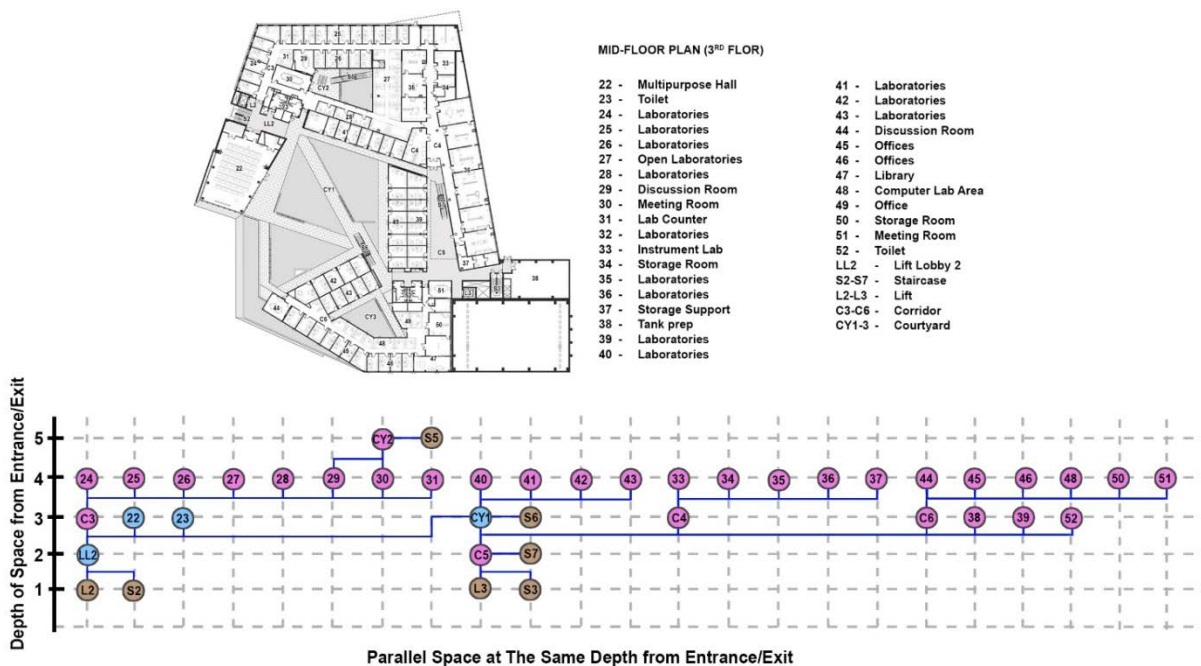 MID-FLOOR PLAN (3RD FLOR)
22 - Multipurpose Hall
23 - Toilet
24 - Laboratories
25 - Laboratories
26 - Laboratories
27 - Open Laboratories
28 - Laboratories
29 - Discussion Room
30 - Meeting Room
31 - Lab Counter
32 - Laboratories
33 - Instrument Lab
34 - Storage Room
35 - Laboratories
36 - Laboratories
37 - Storage Support
38 - Tank prep
39 - Laboratories
40 - Laboratories
41 - Laboratories
42 - Laboratories
43 - Laboratories
44 - Discussion Room
45 - Offices
46 - Offices
47 - Library
48 - Computer Lab Area
49 - Office
50 - Storage Room
51 - Meeting Room
52 - Toilet
LL2 - Lift Lobby 2
S2-S7 - Staircase
L2-L3 - Lift
C3-C6 - Corridor
CY1-3 - Courtyard
Depth of Space from Entrance/Exit
5 CY2 S5
4 24 25 26 27 28 29 30 31 40 41 42 43 33 34 35 36 37 44 45 46 48 50 51
3 C3 22 23 CY1 S6 C4 C6 38 39 52
2 LL2 C5 S7
1 L2 S2 L3 S3
Parallel Space at The Same Depth from Entrance/Exit